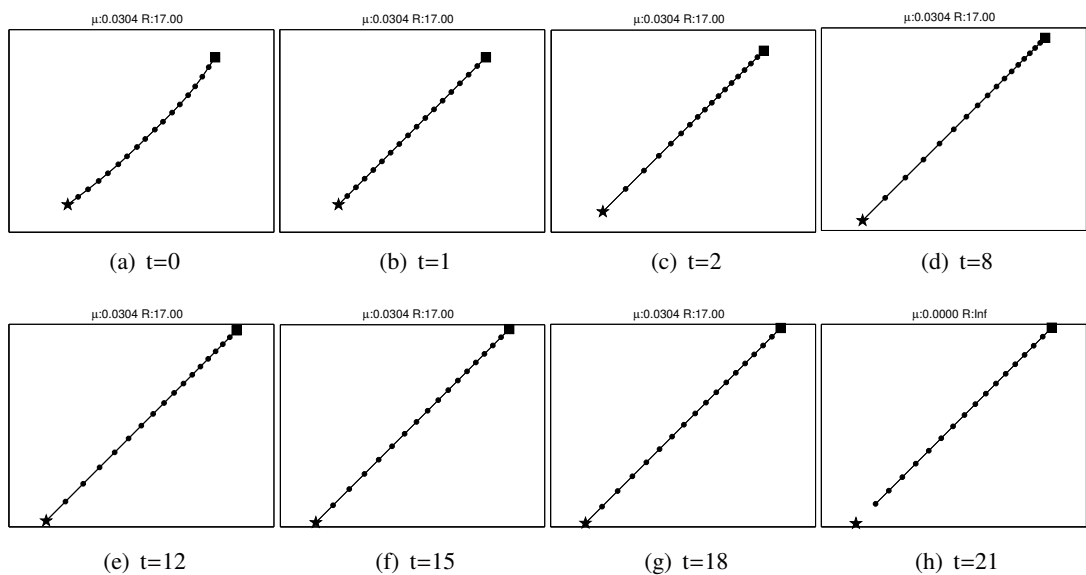 μ:0.0304 R:17.00
μ:0.0304 R:17.00
μ:0.0304 R:17.00
μ:0.0304 R:17.00
(a) t=0
(b) t=1
(c) t=2
(d) t=8
μ:0.0304 R:17.00
μ:0.0304 R:17.00
μ:0.0304 R:17.00
μ:0.0000 R:Inf
(e) t=12
(f) t=15
(g) t=18
(h) t=21